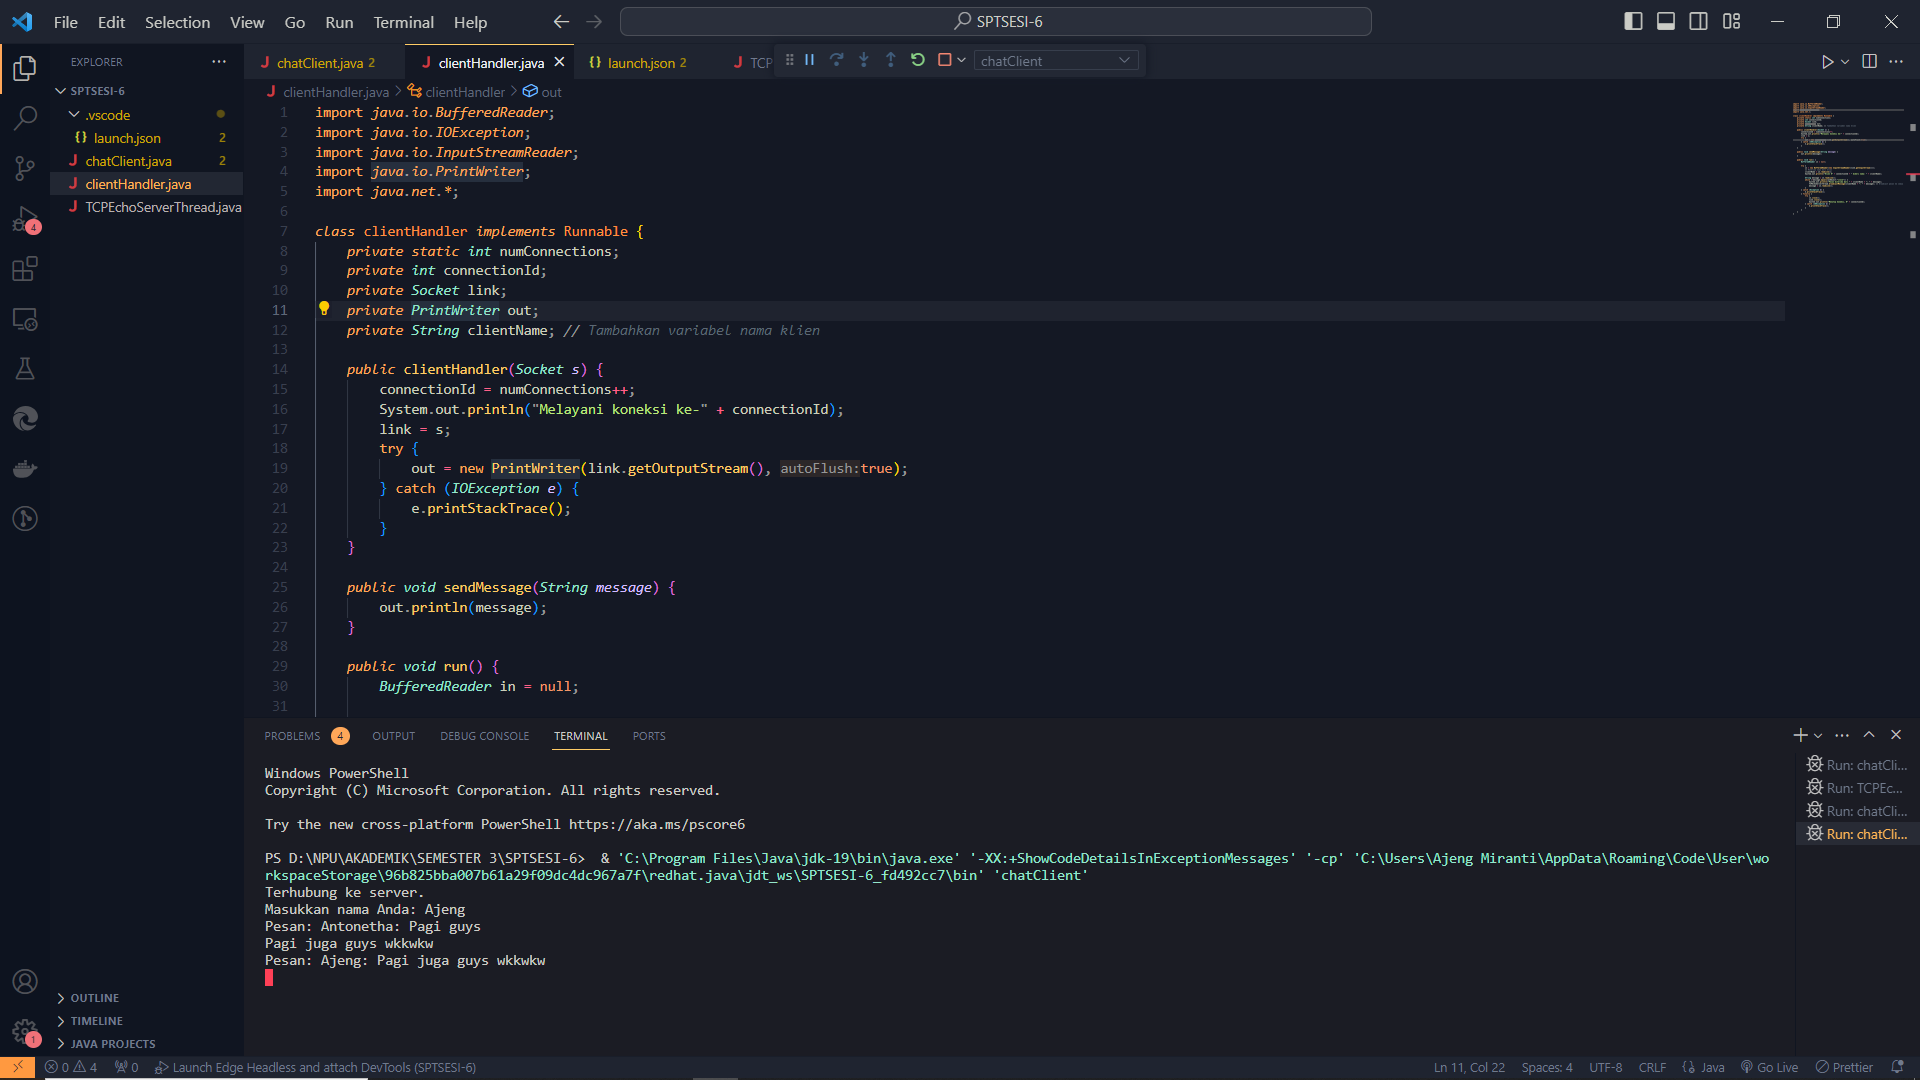 File Edit Selection View Go Run Terminal Help
SPTSESI-6
EXPLORER
SPTSESI-6
.vscode
launch.json 2
chatClient.java 2
clientHandler.java
TCPEchoServerThread.java
4
OUTLINE
TIMELINE
JAVA PROJECTS
1
chatClient.java 2
clientHandler.java
launch.json 2
TCP
chatClient
clientHandler.java > clientHandler > out
1 import java.io.BufferedReader;
2 import java.io.IOException;
3 import java.io.InputStreamReader;
4 import java.io.PrintWriter;
5 import java.net.*;
6
7 class clientHandler implements Runnable {
8 private static int numConnections;
9 private int connectionId;
10 private Socket link;
11 private PrintWriter out;
12 private String clientName; // Tambahkan variabel nama klien
13
14 public clientHandler(Socket s) {
15 connectionId = numConnections++;
16 System.out.println("Melayani koneksi ke-" + connectionId);
17 link = s;
18 try {
19 out = new PrintWriter(link.getOutputStream(), autoFlush:true);
20 } catch (IOException e) {
21 e.printStackTrace();
22 }
23 }
24
25 public void sendMessage(String message) {
26 out.println(message);
27 }
28
29 public void run() {
30 BufferedReader in = null;
31
PROBLEMS 4 OUTPUT DEBUG CONSOLE TERMINAL PORTS
Windows PowerShell
Copyright (C) Microsoft Corporation. All rights reserved.
Try the new cross-platform PowerShell https://aka.ms/pscore6
PS D:\NPU\AKADEMIK\SEMESTER 3\SPTSESI-6>  & 'C:\Program Files\Java\jdk-19\bin\java.exe' '-XX:+ShowCodeDetailsInExceptionMessages' '-cp' 'C:\Users\Ajeng Miranti\AppData\Roaming\Code\User\wo
rkspaceStorage\96b825bba007b61a29f09dc4dc967a7f\redhat.java\jdt_ws\SPTSESI-6_fd492cc7\bin' 'chatClient'
Terhubung ke server.
Masukkan nama Anda: Ajeng
Pesan: Antonetha: Pagi guys
Pagi juga guys wkkwkw
Pesan: Ajeng: Pagi juga guys wkkwkw
Run: chatCli...
Run: TCPEc...
Run: chatCli...
Run: chatCli...
0 4 0 Launch Edge Headless and attach DevTools (SPTSESI-6)
Ln 11, Col 22 Spaces: 4 UTF-8 CRLF {} Java Go Live Prettier